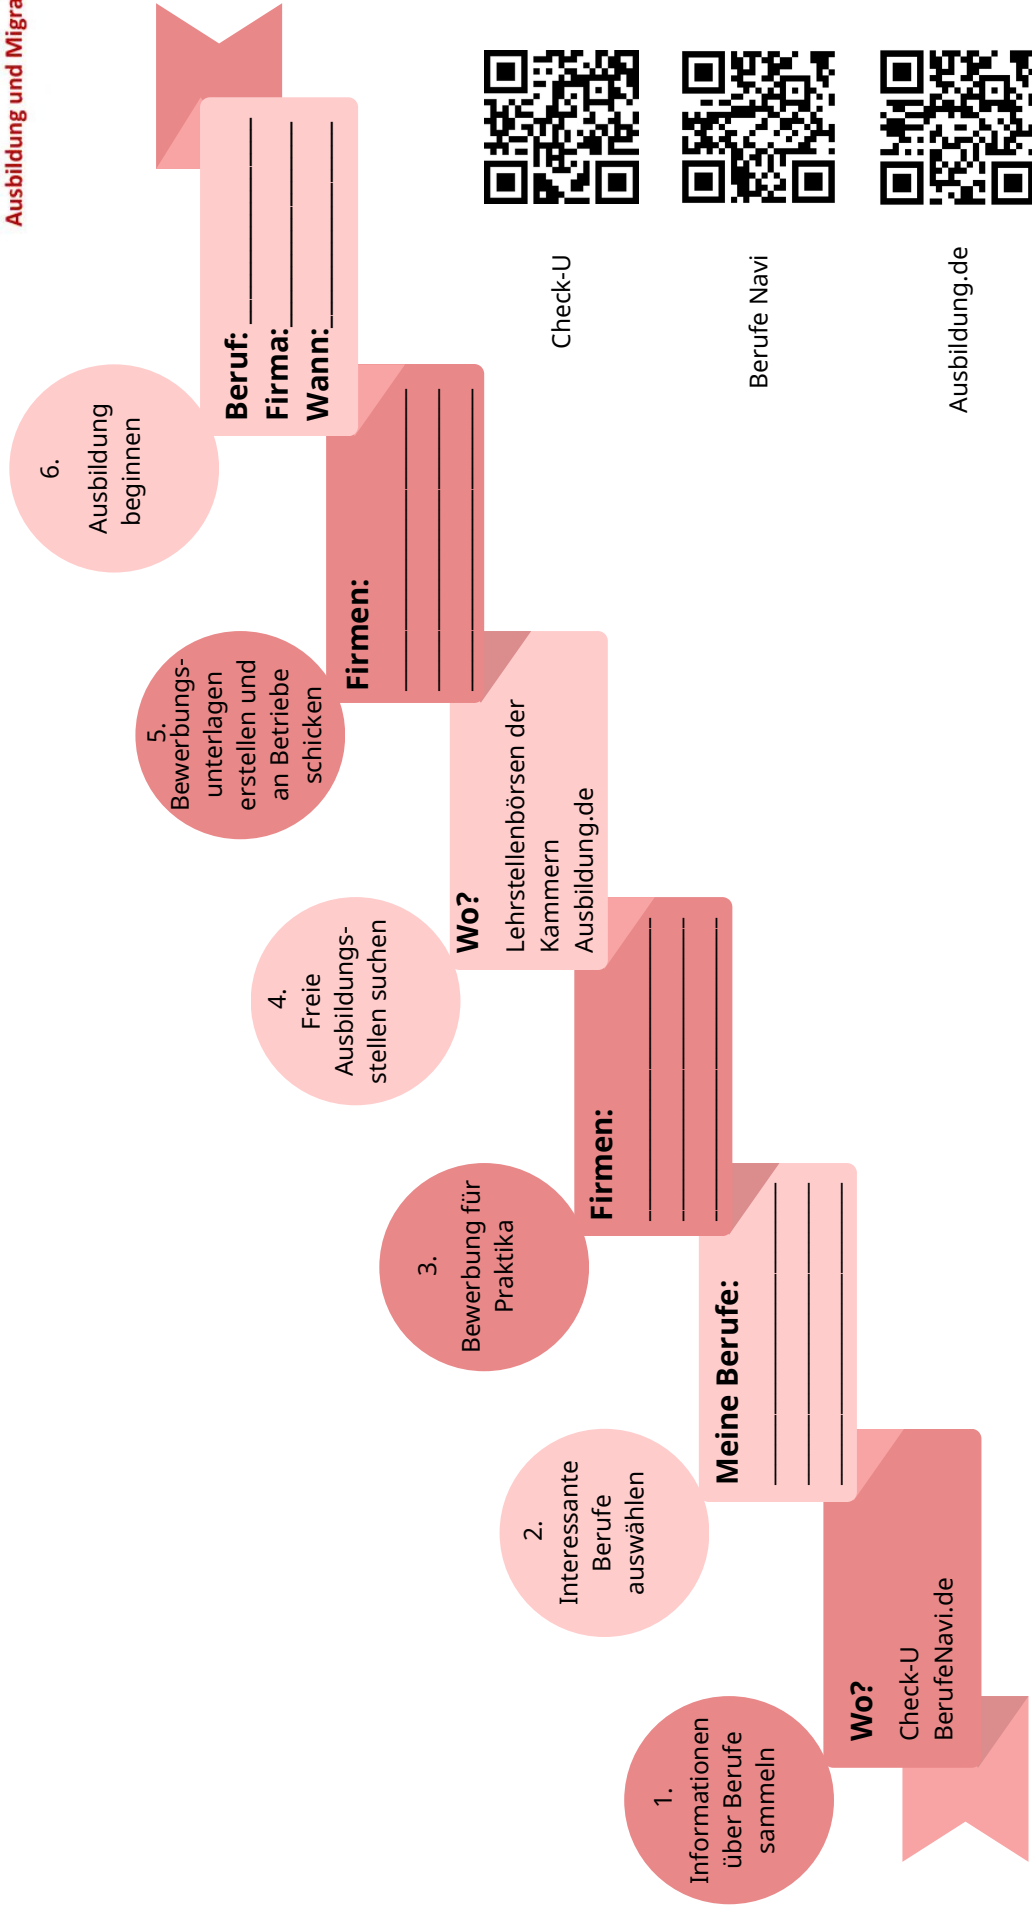 Ausbildung und Migra
1.
Informationen
über Berufe
sammeln
Wo?
Check-U
BerufeNavi.de
2.
Interessante
Berufe
auswählen
Meine Berufe:
3.
Bewerbung für
Praktika
Firmen:
4.
Freie
Ausbildungs-
stellen suchen
Wo?
Lehrstellenbörsen der
Kammern
Ausbildung.de
5.
Bewerbungs-
unterlagen
erstellen und
an Betriebe
schicken
Firmen:
6.
Ausbildung
beginnen
Beruf:
Firma:
Wann:
Check-U
Berufe Navi
Ausbildung.de